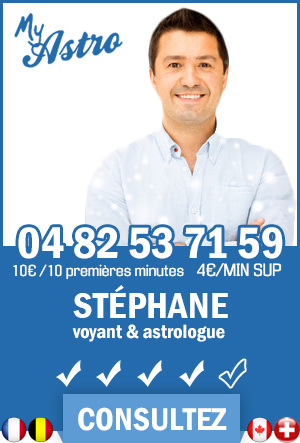 My
Astro
04 82 53 71 59
10€ /10 premières minutes 4€/MIN SUP
STÉPHANE
voyant & astrologue
CONSULTEZ